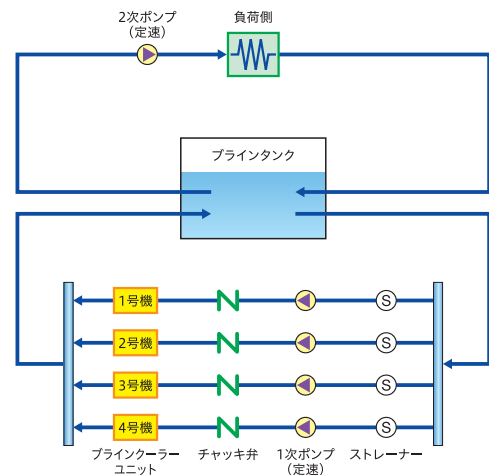 2次ポンプ
（定速）
負荷側
ブラインタンク
1号機
S
2号機
S
3号機
S
4号機
S
ブラインクーラー
ユニット
チャッキ弁
1次ポンプ
（定速）
ストレーナー